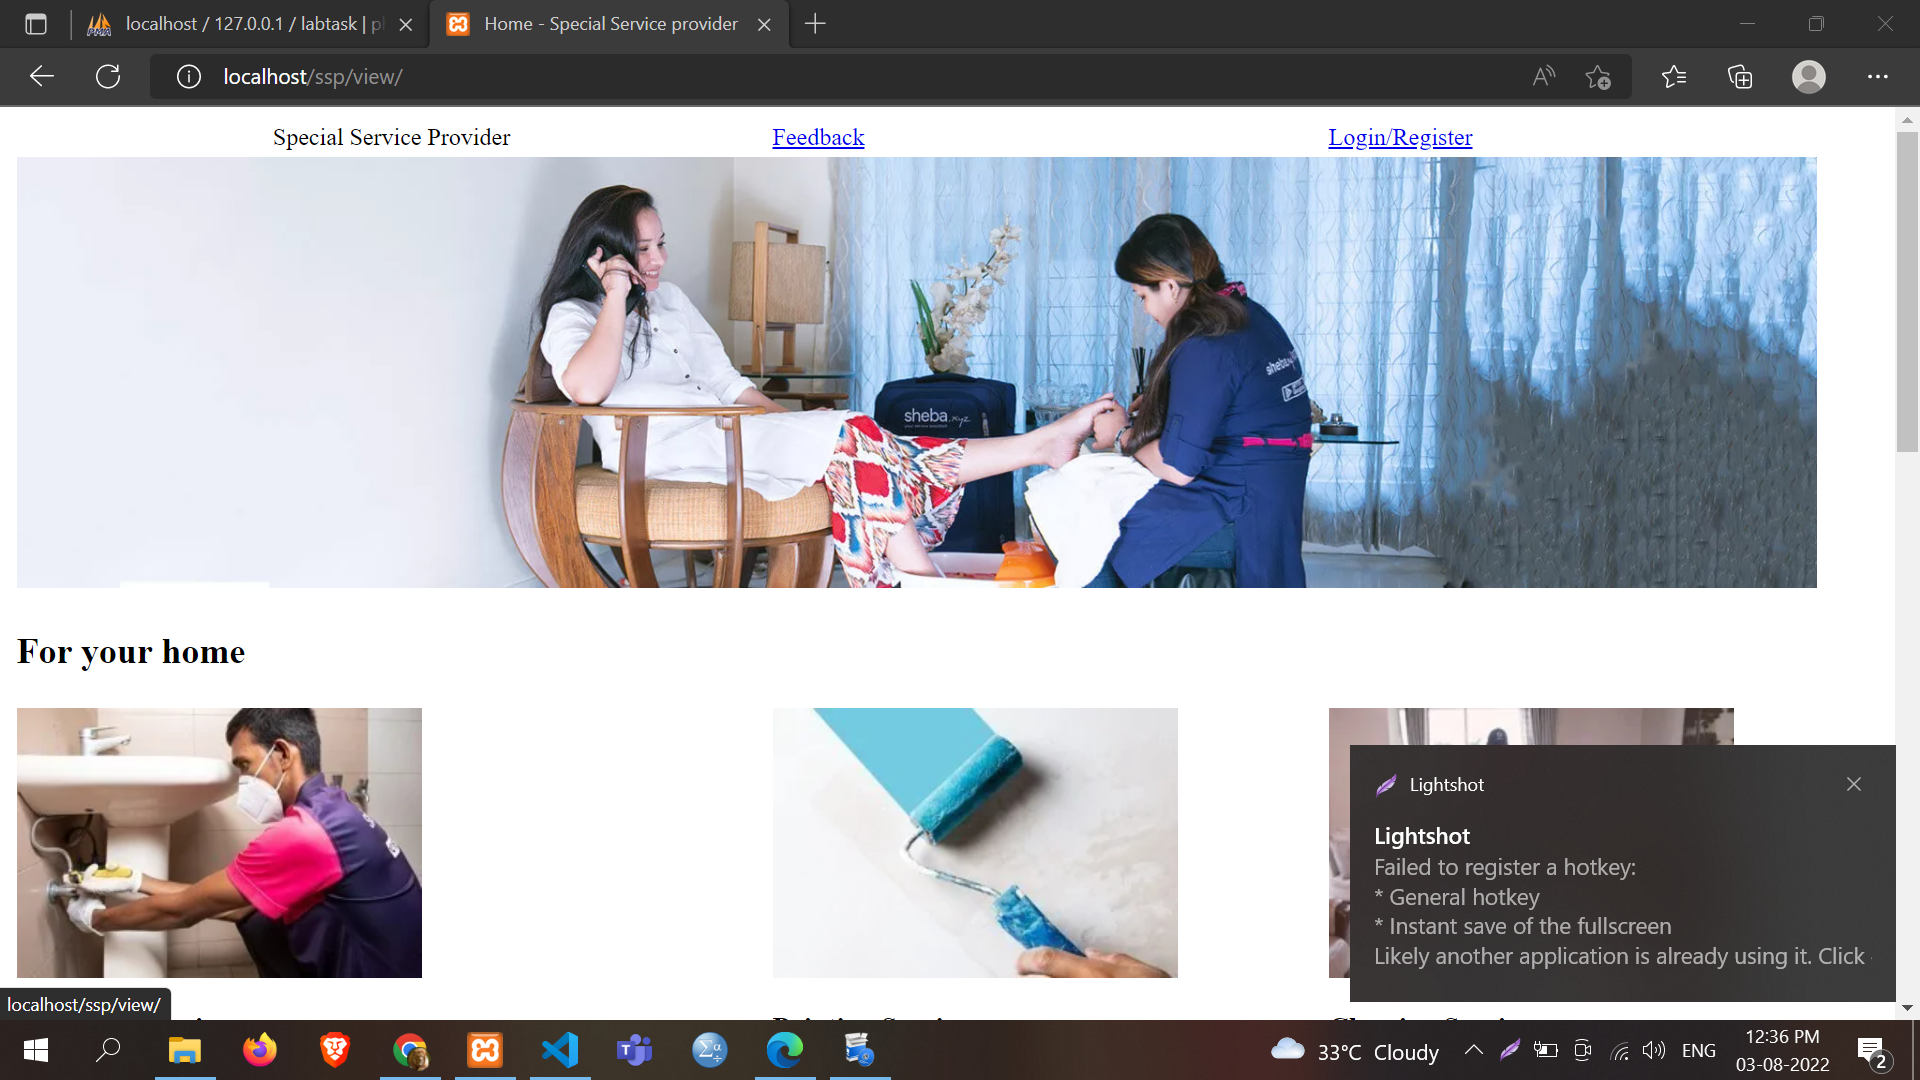 localhost / 127.0.0.1 / labtask |
Home - Special Service provider
localhost/ssp/view/
Special Service Provider
Feedback
Login/Register
sheba.xyz
For your home
Lightshot
Lightshot
Failed to register a hotkey:
* General hotkey
* Instant save of the fullscreen
Likely another application is already using it. Click
localhost/ssp/view/
33°C Cloudy
ENG
12:36 PM
03-08-2022
2